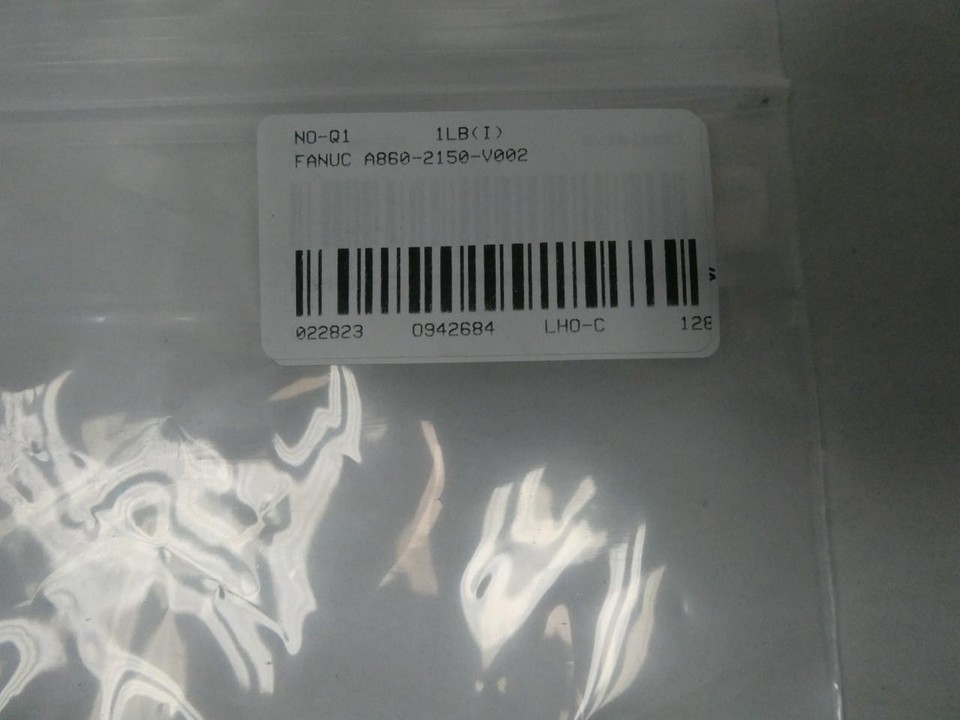 NO-Q1 1LB(I)
FANUC A860-2150-V002
022823 0942684 LHO-C 128